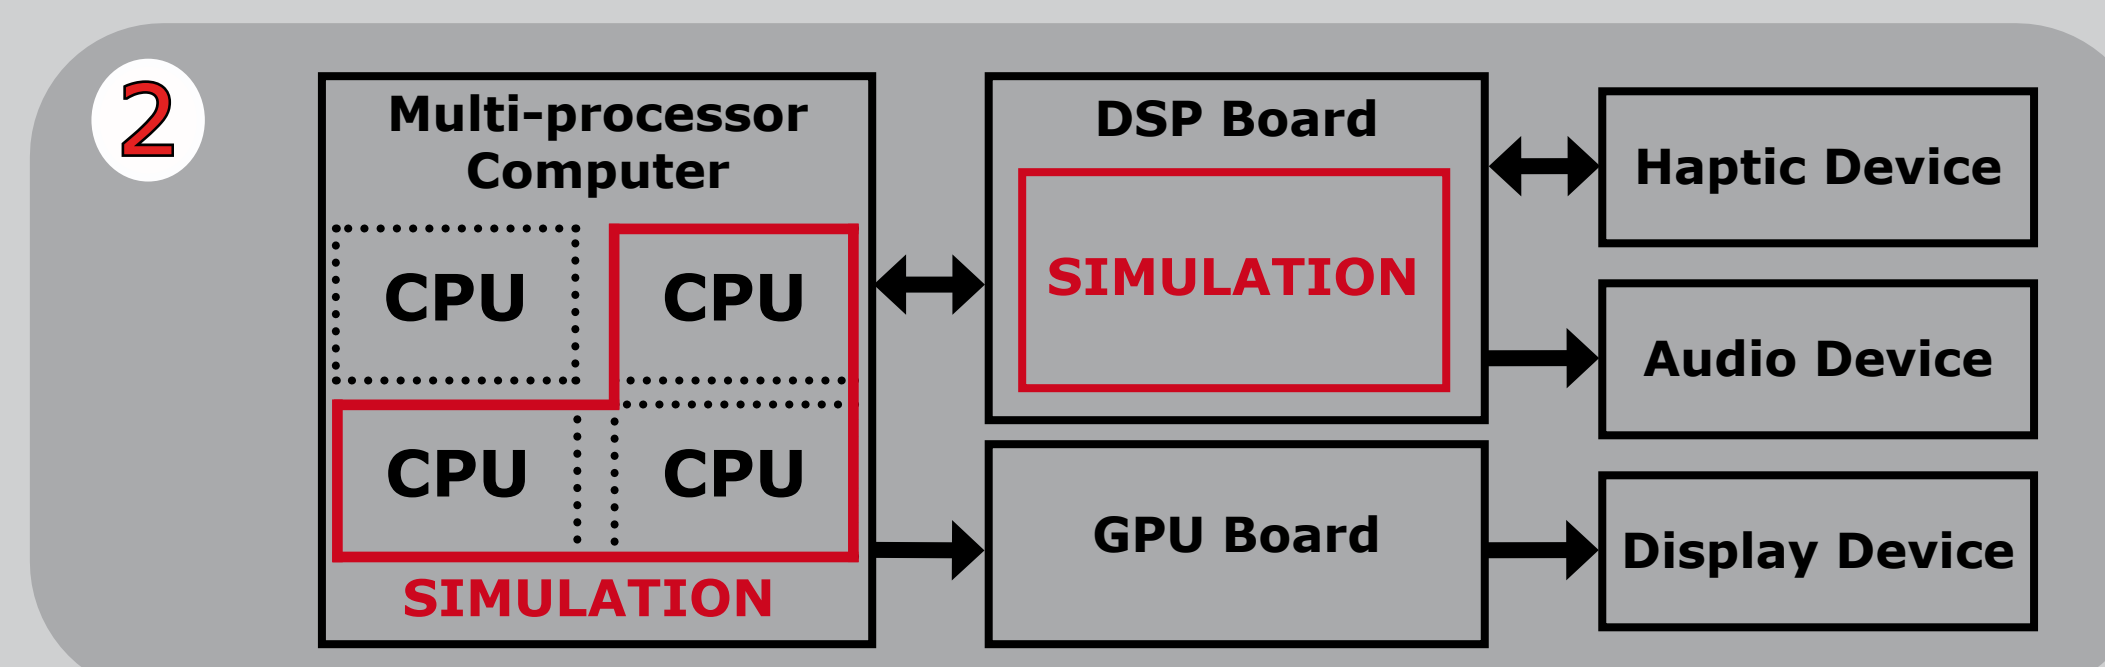 2
Multi-processor
Computer
CPU CPU
CPU CPU
SIMULATION
DSP Board
SIMULATION
GPU Board
Haptic Device
Audio Device
Display Device